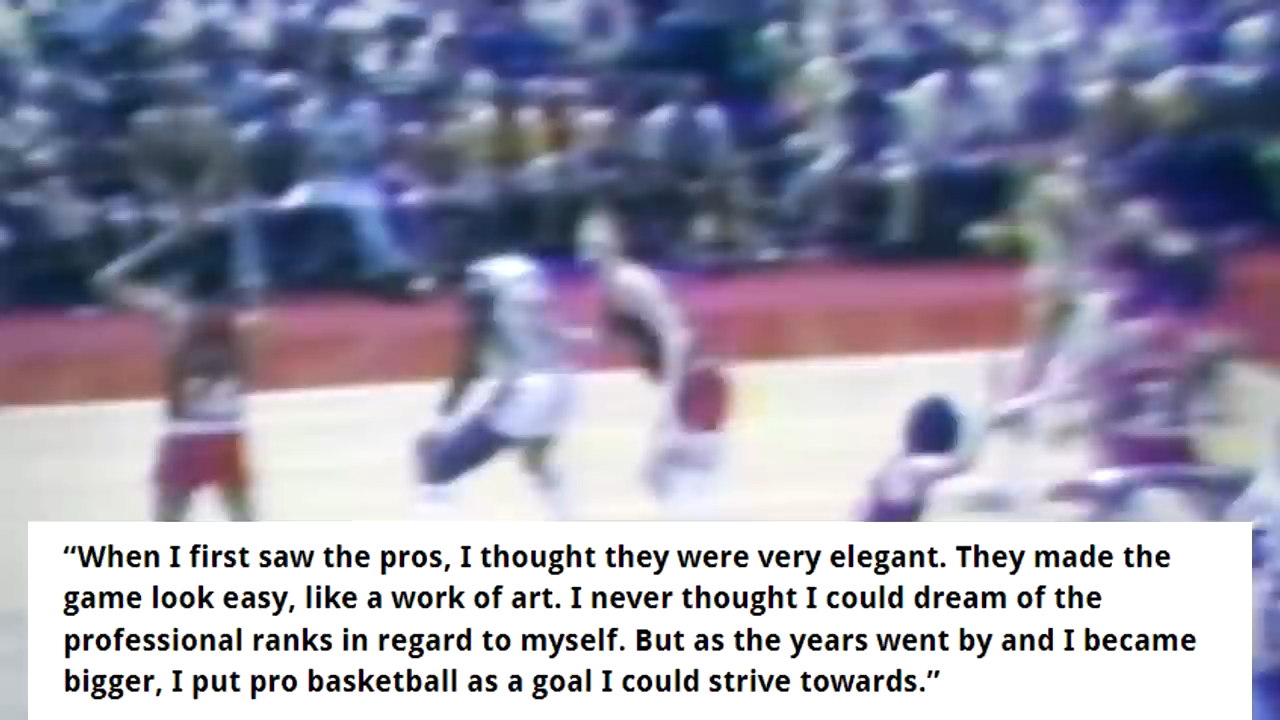 “When I first saw the pros, I thought they were very elegant. They made the
game look easy, like a work of art. I never thought I could dream of the
professional ranks in regard to myself. But as the years went by and I became
bigger, I put pro basketball as a goal I could strive towards.”